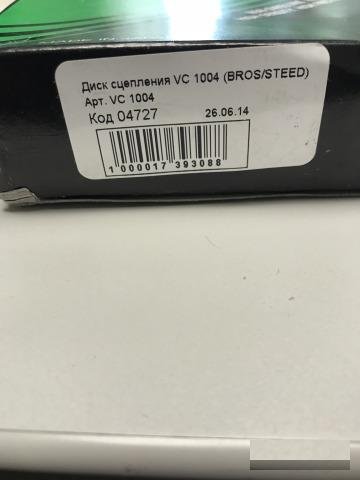 Диск сцепления VC 1004 (BROS/STEED)
Арт. VC 1004
Код 04727 26.06.14
1 000017 393088